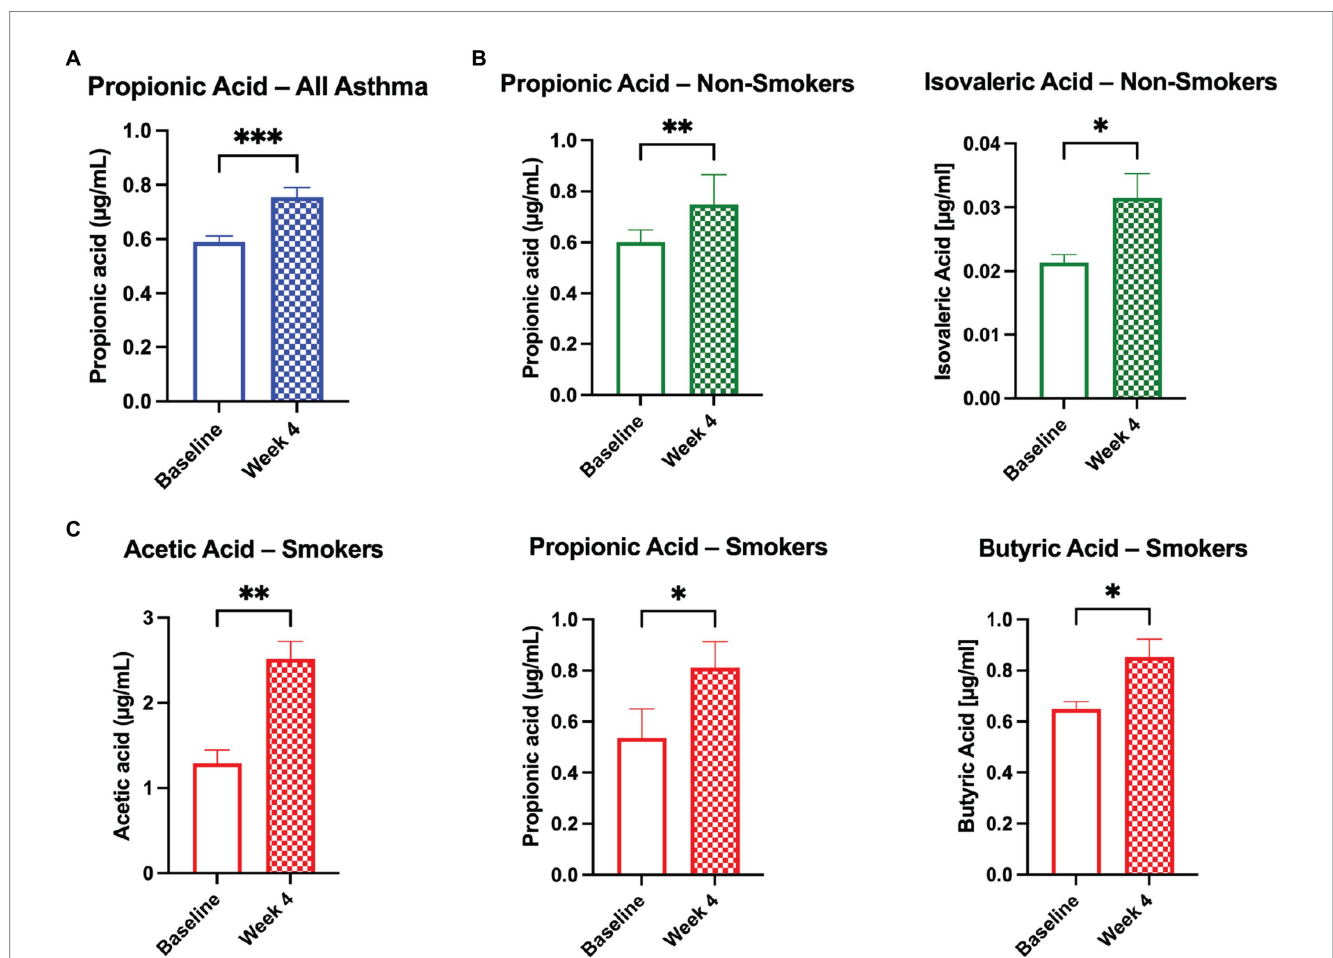 A
Propionic Acid – All Asthma
***
Propionic acid (µg/mL)
1.0
0.8
0.6
0.4
0.2
0.0
Baseline
Week 4
B
Propionic Acid – Non-Smokers
**
Propionic acid (µg/mL)
1.0
0.8
0.6
0.4
0.2
0.0
Baseline
Week 4
Isovaleric Acid – Non-Smokers
*
Isovaleric Acid [µg/ml]
0.04
0.03
0.02
0.01
0.00
Baseline
Week 4
C
Acetic Acid – Smokers
**
Acetic acid (µg/mL)
3
2
1
0
Baseline
Week 4
Propionic Acid – Smokers
*
Propionic acid (µg/mL)
1.0
0.8
0.6
0.4
0.2
0.0
Baseline
Week 4
Butyric Acid – Smokers
*
Butyric Acid [µg/ml]
1.0
0.8
0.6
0.4
0.2
0.0
Baseline
Week 4